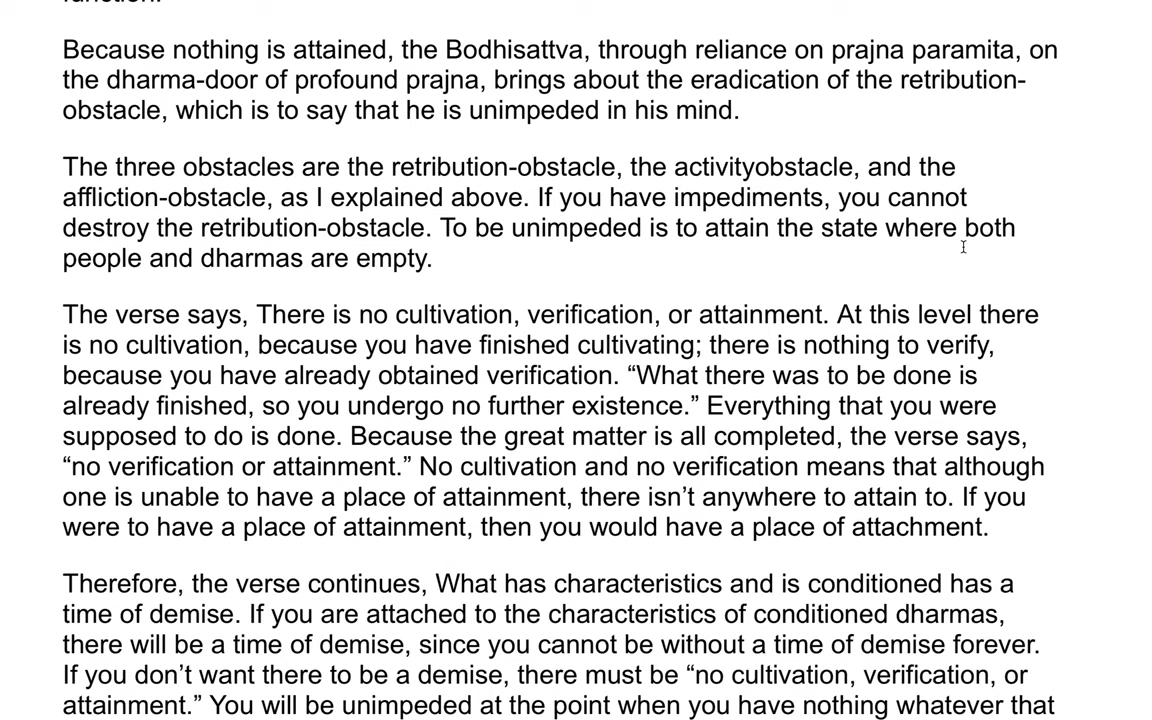 function.
Because nothing is attained, the Bodhisattva, through reliance on prajna paramita, on
the dharma-door of profound prajna, brings about the eradication of the retribution-
obstacle, which is to say that he is unimpeded in his mind.
The three obstacles are the retribution-obstacle, the activityobstacle, and the
affliction-obstacle, as I explained above. If you have impediments, you cannot
destroy the retribution-obstacle. To be unimpeded is to attain the state where both
people and dharmas are empty.
The verse says, There is no cultivation, verification, or attainment. At this level there
is no cultivation, because you have finished cultivating; there is nothing to verify,
because you have already obtained verification. “What there was to be done is
already finished, so you undergo no further existence.” Everything that you were
supposed to do is done. Because the great matter is all completed, the verse says,
“no verification or attainment.” No cultivation and no verification means that although
one is unable to have a place of attainment, there isn’t anywhere to attain to. If you
were to have a place of attainment, then you would have a place of attachment.
Therefore, the verse continues, What has characteristics and is conditioned has a
time of demise. If you are attached to the characteristics of conditioned dharmas,
there will be a time of demise, since you cannot be without a time of demise forever.
If you don’t want there to be a demise, there must be “no cultivation, verification, or
attainment.” You will be unimpeded at the point when you have nothing whatever that